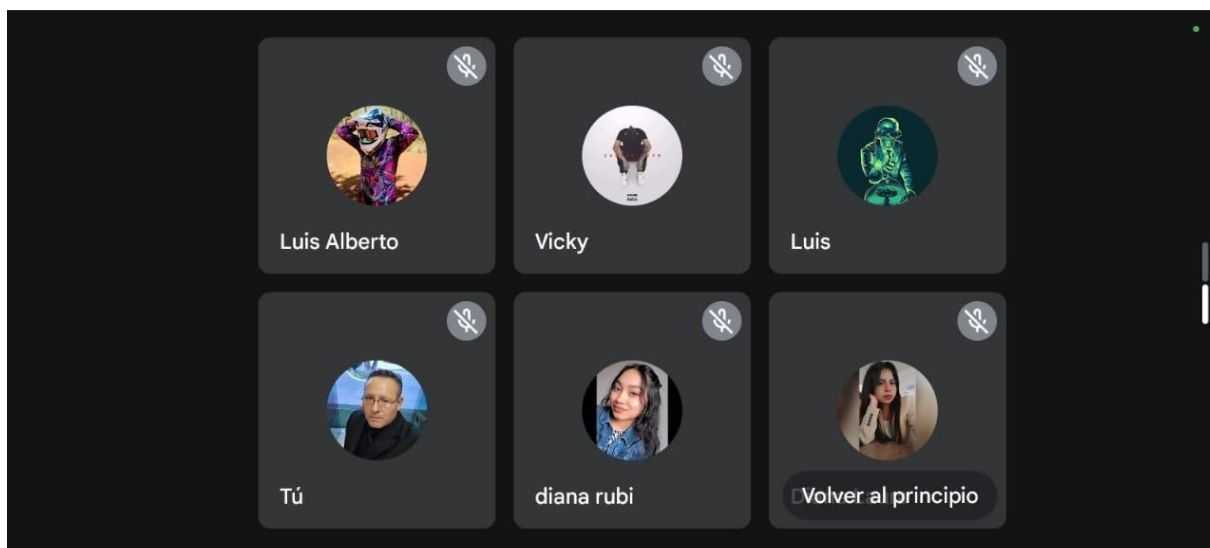 Luis Alberto
Vicky
Luis
Tú
diana rubi
Volver al principio